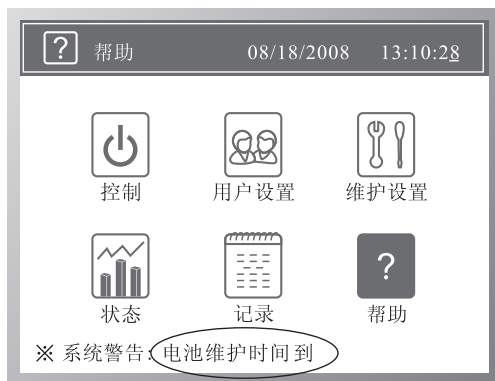 ? 帮助 08/18/2008 13:10:28
控制 用户设置 维护设置
?
状态 记录 帮助
※ 系统警告: 电池维护时间到